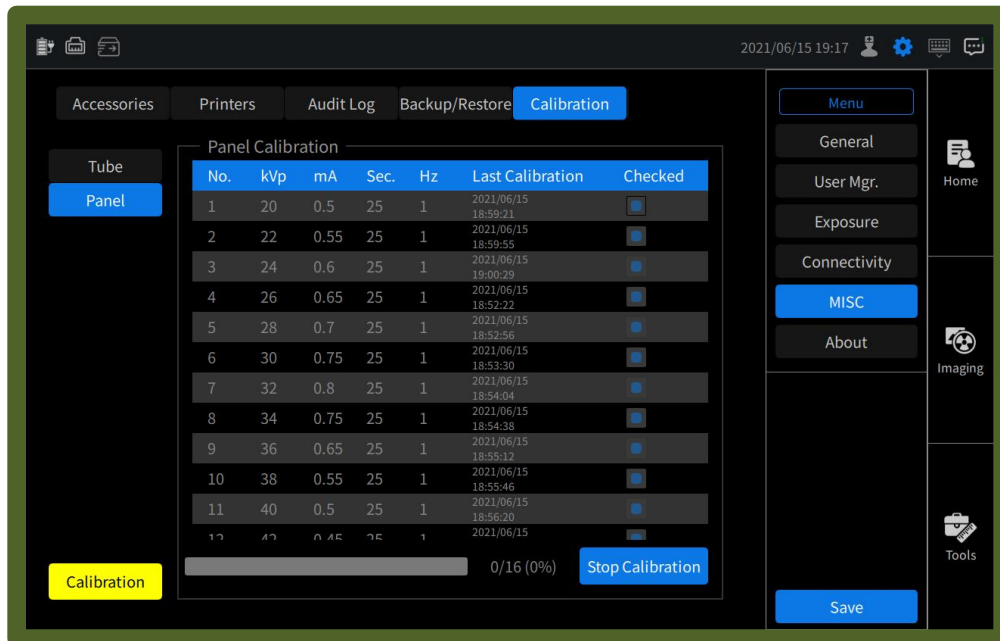 2021/06/15 19:17
Accessories Printers Audit Log Backup/Restore Calibration
Tube
Panel
Panel Calibration
No. kVp mA Sec. Hz Last Calibration Checked
1 20 0.5 25 1 2021/06/15 18:59:21
2 22 0.55 25 1 2021/06/15 18:59:55
3 24 0.6 25 1 2021/06/15 19:00:29
4 26 0.65 25 1 2021/06/15 18:52:22
5 28 0.7 25 1 2021/06/15 18:52:56
6 30 0.75 25 1 2021/06/15 18:53:30
7 32 0.8 25 1 2021/06/15 18:54:04
8 34 0.75 25 1 2021/06/15 18:54:38
9 36 0.65 25 1 2021/06/15 18:55:12
10 38 0.55 25 1 2021/06/15 18:55:46
11 40 0.5 25 1 2021/06/15 18:56:20
12 42 0.45 25 1 2021/06/15
0/16 (0%) Stop Calibration
Calibration
Menu
General
User Mgr.
Exposure
Connectivity
MISC
About
Save
Home
Imaging
Tools